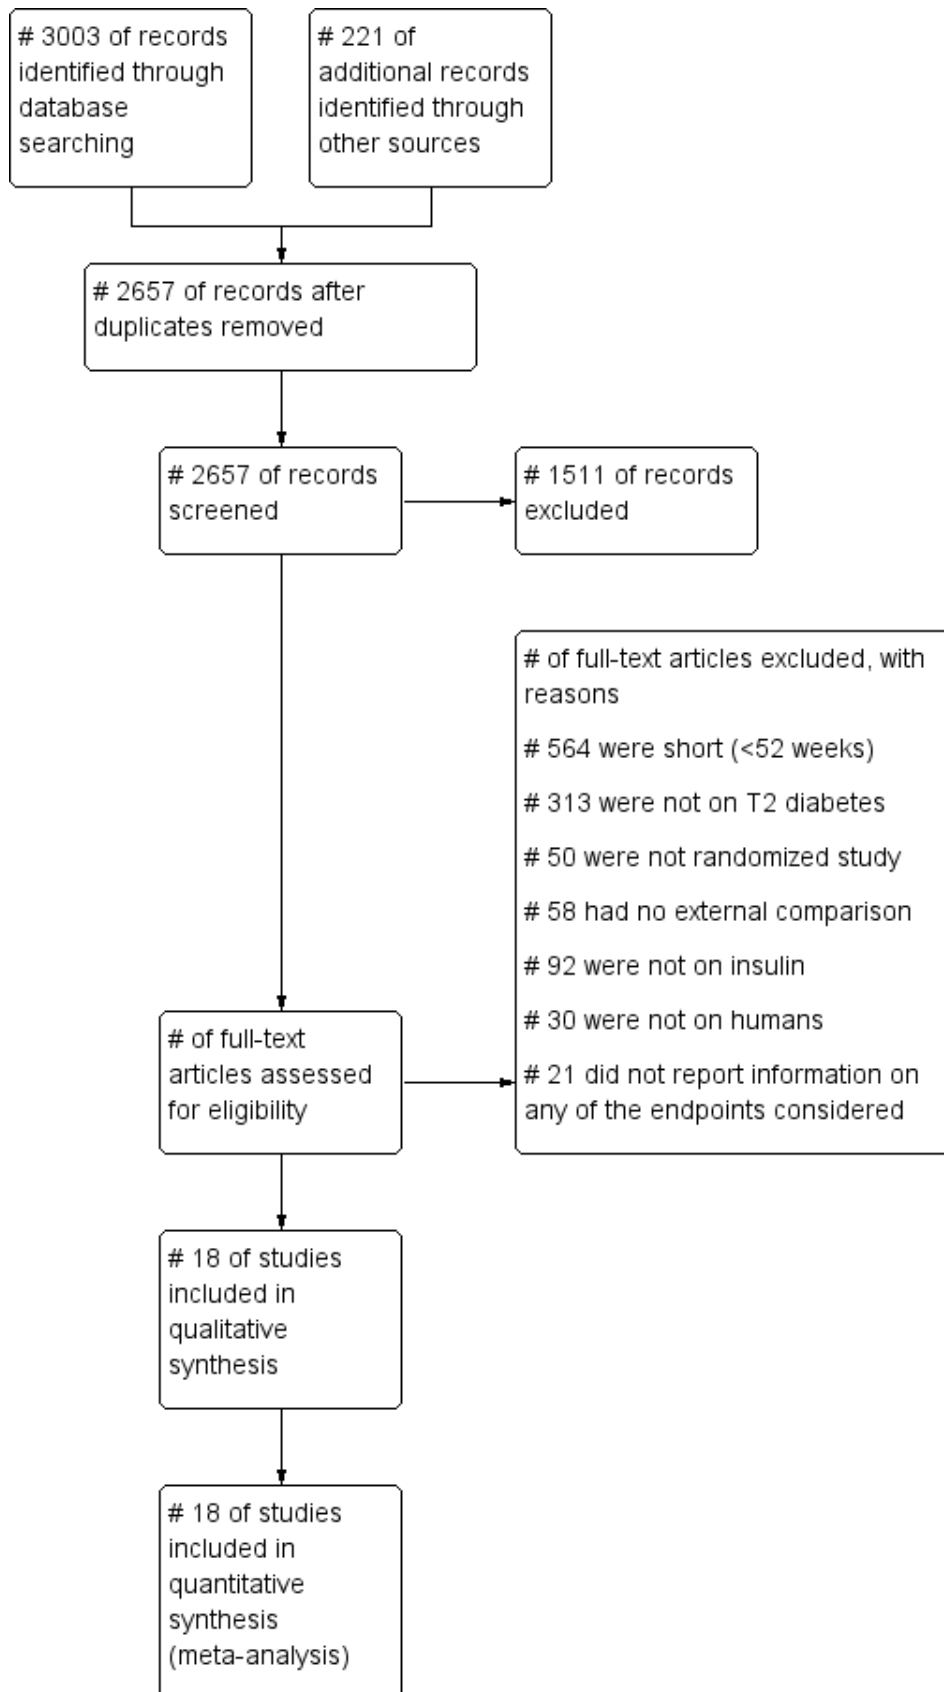 # 3003 of records
identified through
database
searching
# 221 of
additional records
identified through
other sources
# 2657 of records after
duplicates removed
# 2657 of records
screened
# 1511 of records
excluded
# of full-text articles excluded, with
reasons
# 564 were short (<52 weeks)
# 313 were not on T2 diabetes
# 50 were not randomized study
# 58 had no external comparison
# 92 were not on insulin
# 30 were not on humans
# 21 did not report information on
any of the endpoints considered
# of full-text
articles assessed
for eligibility
# 18 of studies
included in
qualitative
synthesis
# 18 of studies
included in
quantitative
synthesis
(meta-analysis)